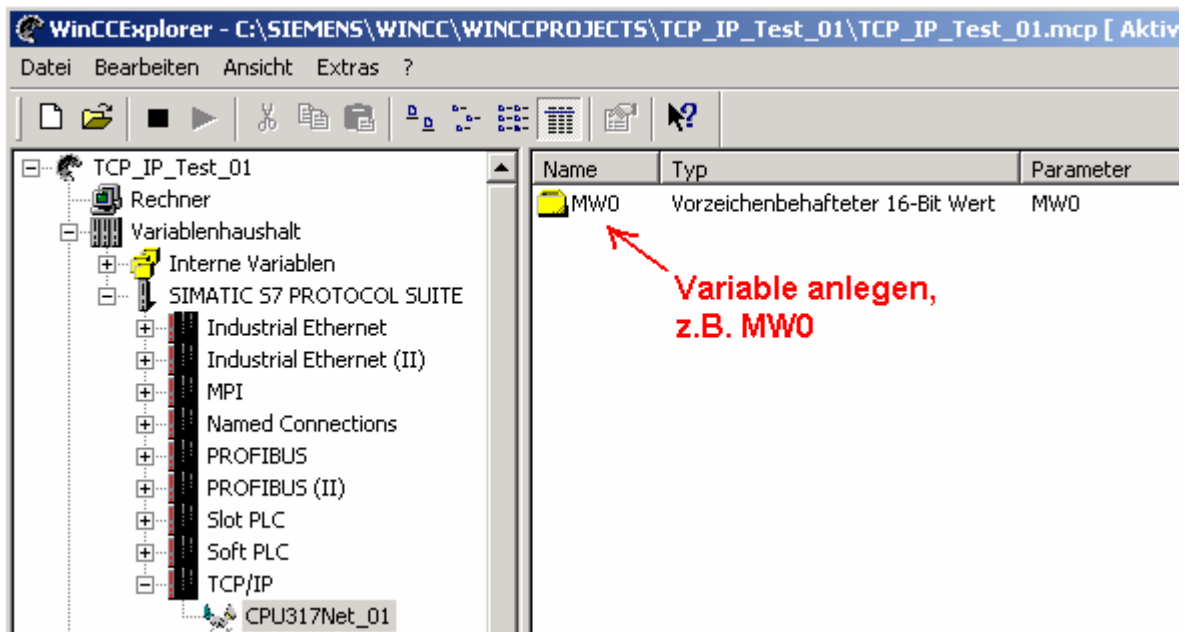 WinCCExplorer - C:\SIEMENS\WINCC\WINCCPROJECTS\TCP_IP_Test_01\TCP_IP_Test_01.mcp [ Aktiv
Datei Bearbeiten Ansicht Extras ?
TCP_IP_Test_01
Rechner
Variablenhaushalt
Interne Variablen
SIMATIC S7 PROTOCOL SUITE
Industrial Ethernet
Industrial Ethernet (II)
MPI
Named Connections
PROFIBUS
PROFIBUS (II)
Slot PLC
Soft PLC
TCP/IP
CPU317Net_01
Name Typ Parameter
MW0 Vorzeichenbehafteter 16-Bit Wert MW0
Variable anlegen,
z.B. MW0